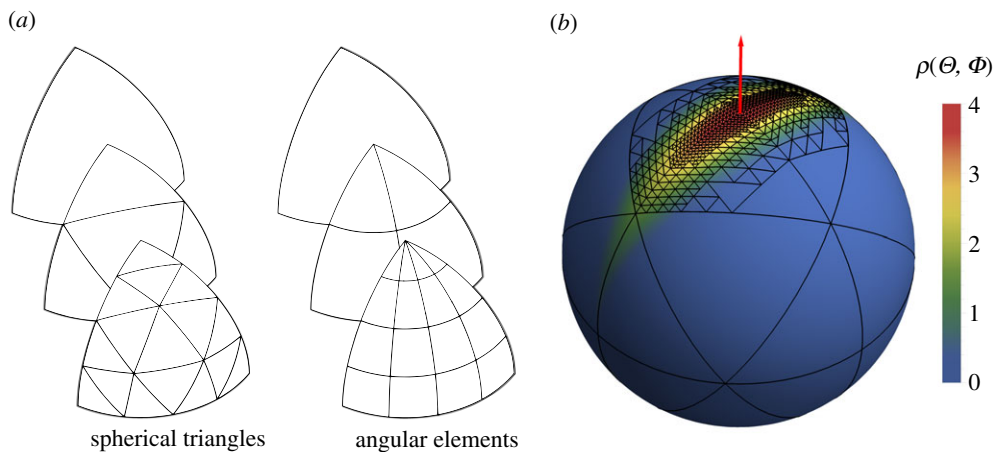 (a)
spherical triangles
angular elements
(b)
ρ(Θ, Φ)
4
3
2
1
0